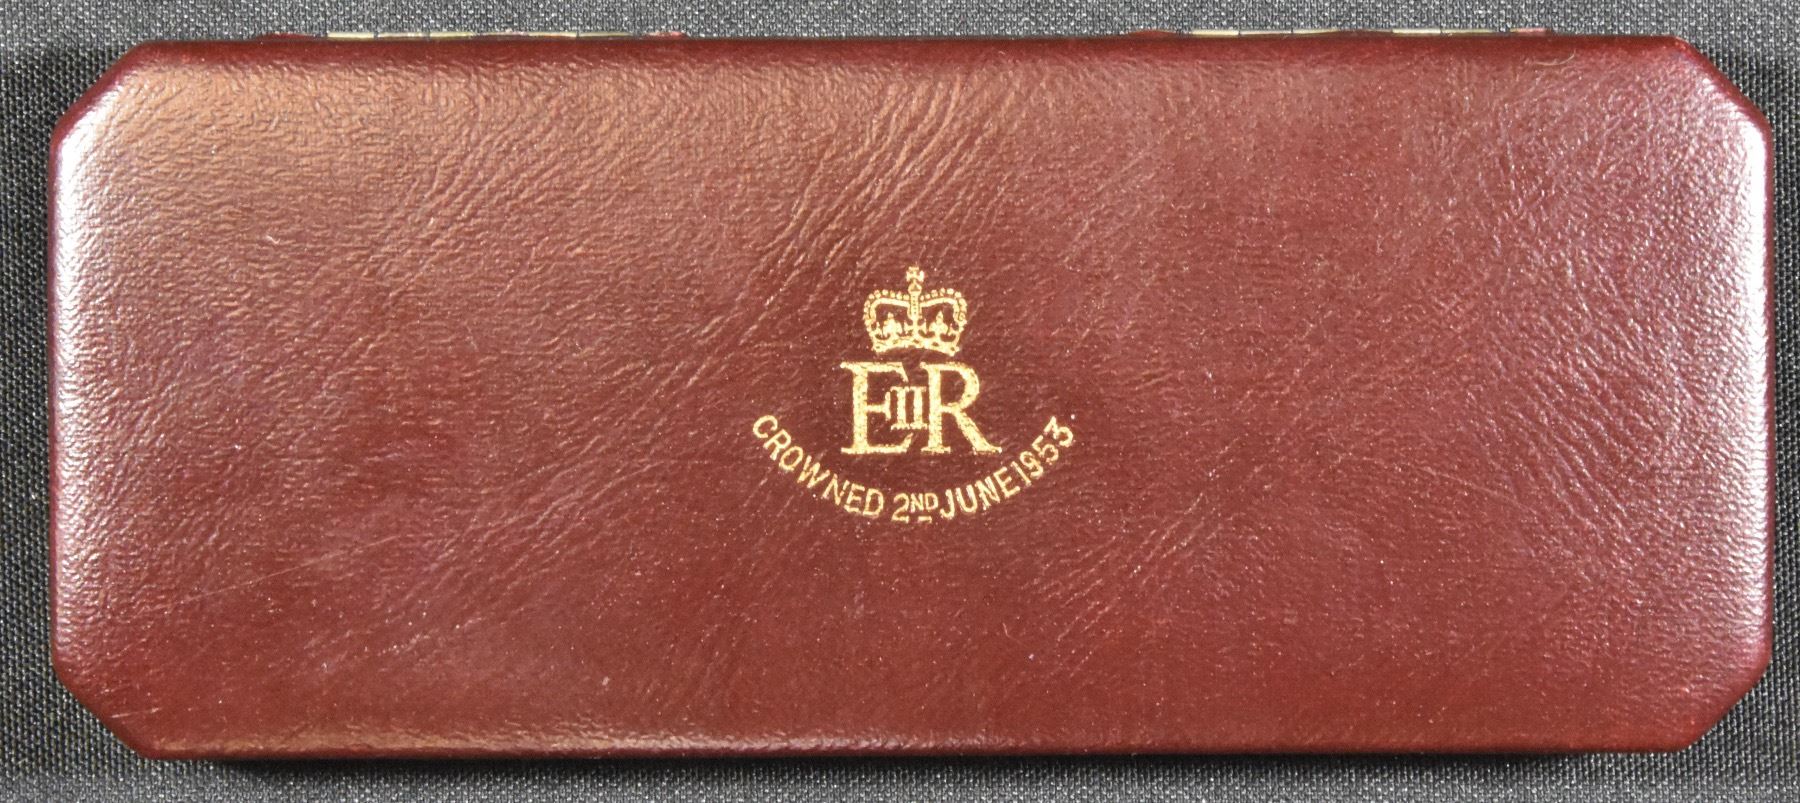 EIIR
CROWNED 2ND JUNE 1953